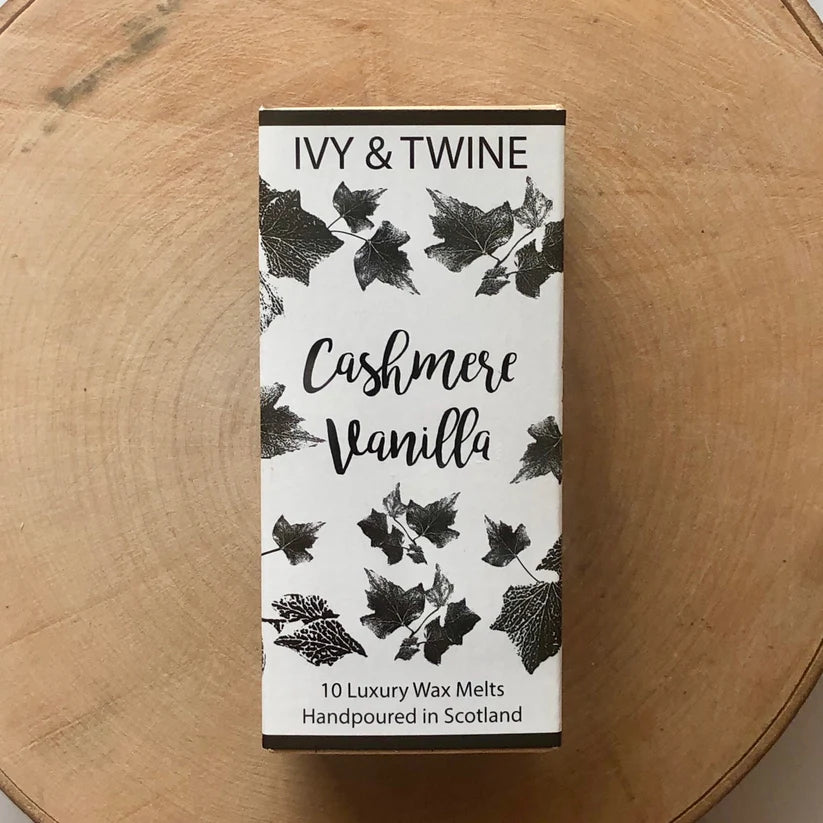 IVY & TWINE
Cashmere
Vanilla
10 Luxury Wax Melts
Handpoured in Scotland